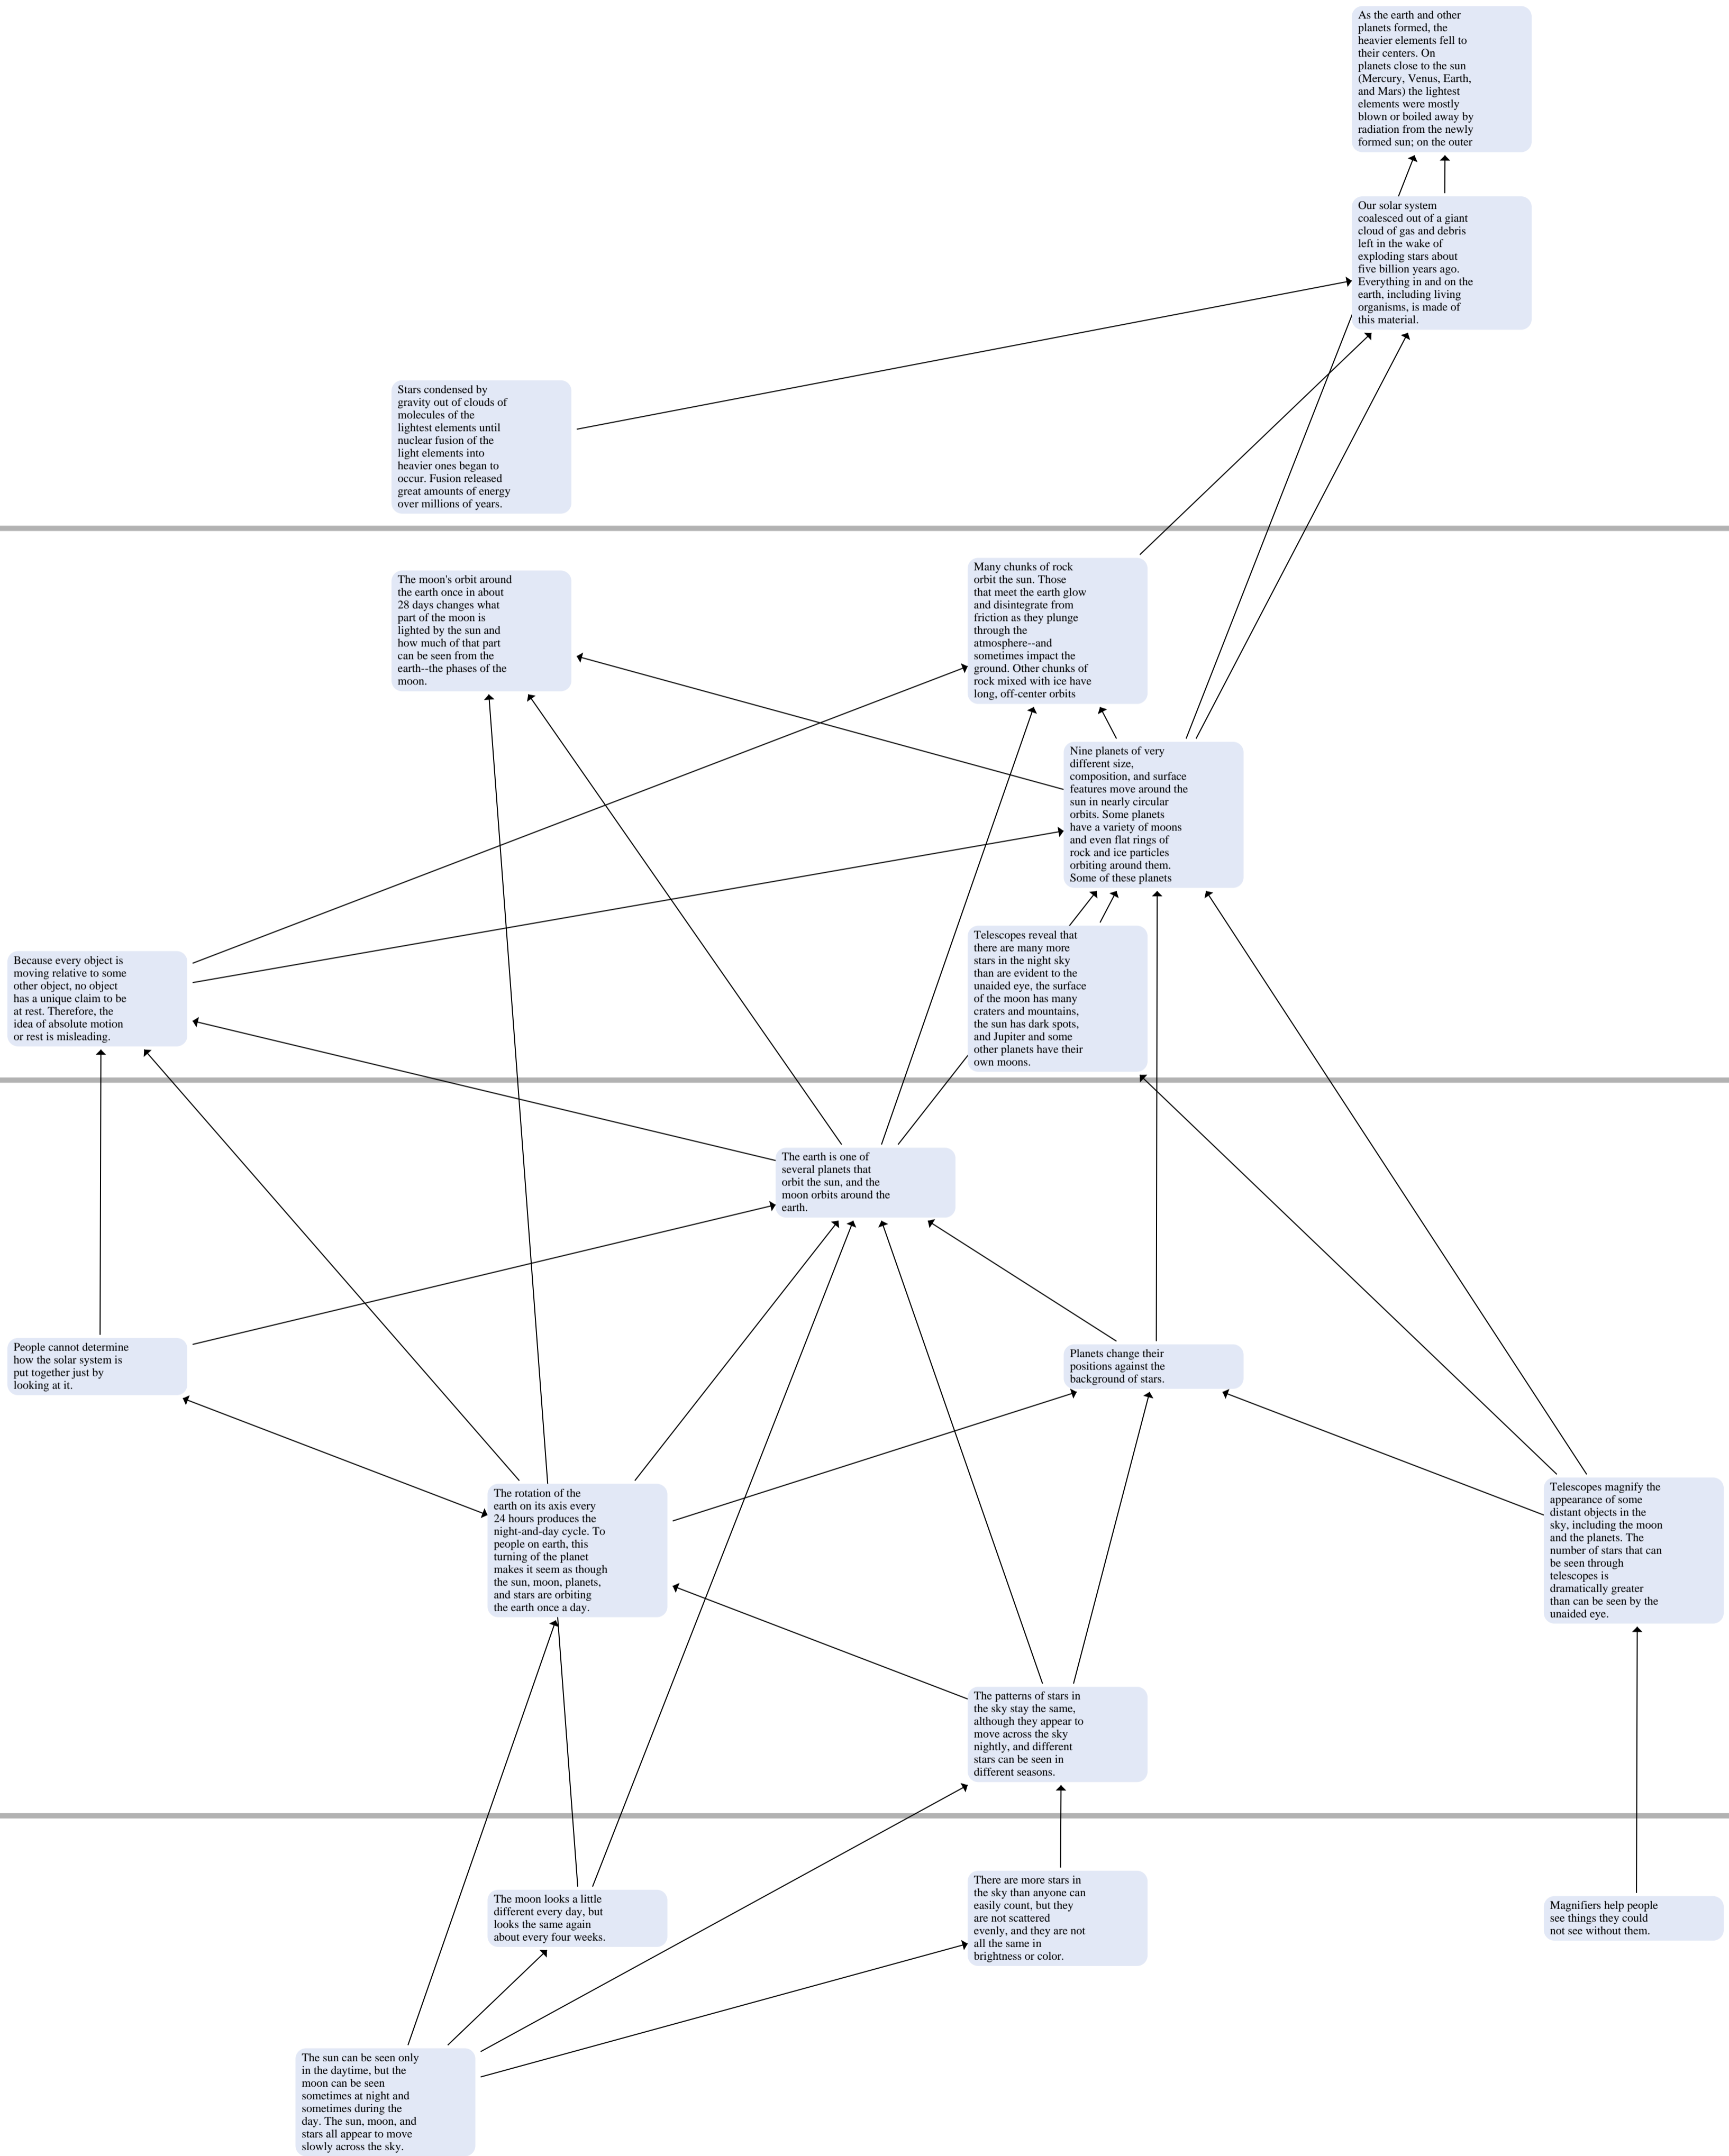 As the earth and other
planets formed, the
heavier elements fell to
their centers. On
planets close to the sun
(Mercury, Venus, Earth,
and Mars) the lightest
elements were mostly
blown or boiled away by
radiation from the newly
formed sun; on the outer
Our solar system
coalesced out of a giant
cloud of gas and debris
left in the wake of
exploding stars about
five billion years ago.
Everything in and on the
earth, including living
organisms, is made of
this material.
Stars condensed by
gravity out of clouds of
molecules of the
lightest elements until
nuclear fusion of the
light elements into
heavier ones began to
occur. Fusion released
great amounts of energy
over millions of years.
The moon's orbit around
the earth once in about
28 days changes what
part of the moon is
lighted by the sun and
how much of that part
can be seen from the
earth--the phases of the
moon.
Many chunks of rock
orbit the sun. Those
that meet the earth glow
and disintegrate from
friction as they plunge
through the
atmosphere--and
sometimes impact the
ground. Other chunks of
rock mixed with ice have
long, off-center orbits
Nine planets of very
different size,
composition, and surface
features move around the
sun in nearly circular
orbits. Some planets
have a variety of moons
and even flat rings of
rock and ice particles
orbiting around them.
Some of these planets
Telescopes reveal that
there are many more
stars in the night sky
than are evident to the
unaided eye, the surface
of the moon has many
craters and mountains,
the sun has dark spots,
and Jupiter and some
other planets have their
own moons.
Because every object is
moving relative to some
other object, no object
has a unique claim to be
at rest. Therefore, the
idea of absolute motion
or rest is misleading.
The earth is one of
several planets that
orbit the sun, and the
moon orbits around the
earth.
People cannot determine
how the solar system is
put together just by
looking at it.
Planets change their
positions against the
background of stars.
The rotation of the
earth on its axis every
24 hours produces the
night-and-day cycle. To
people on earth, this
turning of the planet
makes it seem as though
the sun, moon, planets,
and stars are orbiting
the earth once a day.
Telescopes magnify the
appearance of some
distant objects in the
sky, including the moon
and the planets. The
number of stars that can
be seen through
telescopes is
dramatically greater
than can be seen by the
unaided eye.
The patterns of stars in
the sky stay the same,
although they appear to
move across the sky
nightly, and different
stars can be seen in
different seasons.
The moon looks a little
different every day, but
looks the same again
about every four weeks.
There are more stars in
the sky than anyone can
easily count, but they
are not scattered
evenly, and they are not
all the same in
brightness or color.
Magnifiers help people
see things they could
not see without them.
The sun can be seen only
in the daytime, but the
moon can be seen
sometimes at night and
sometimes during the
day. The sun, moon, and
stars all appear to move
slowly across the sky.